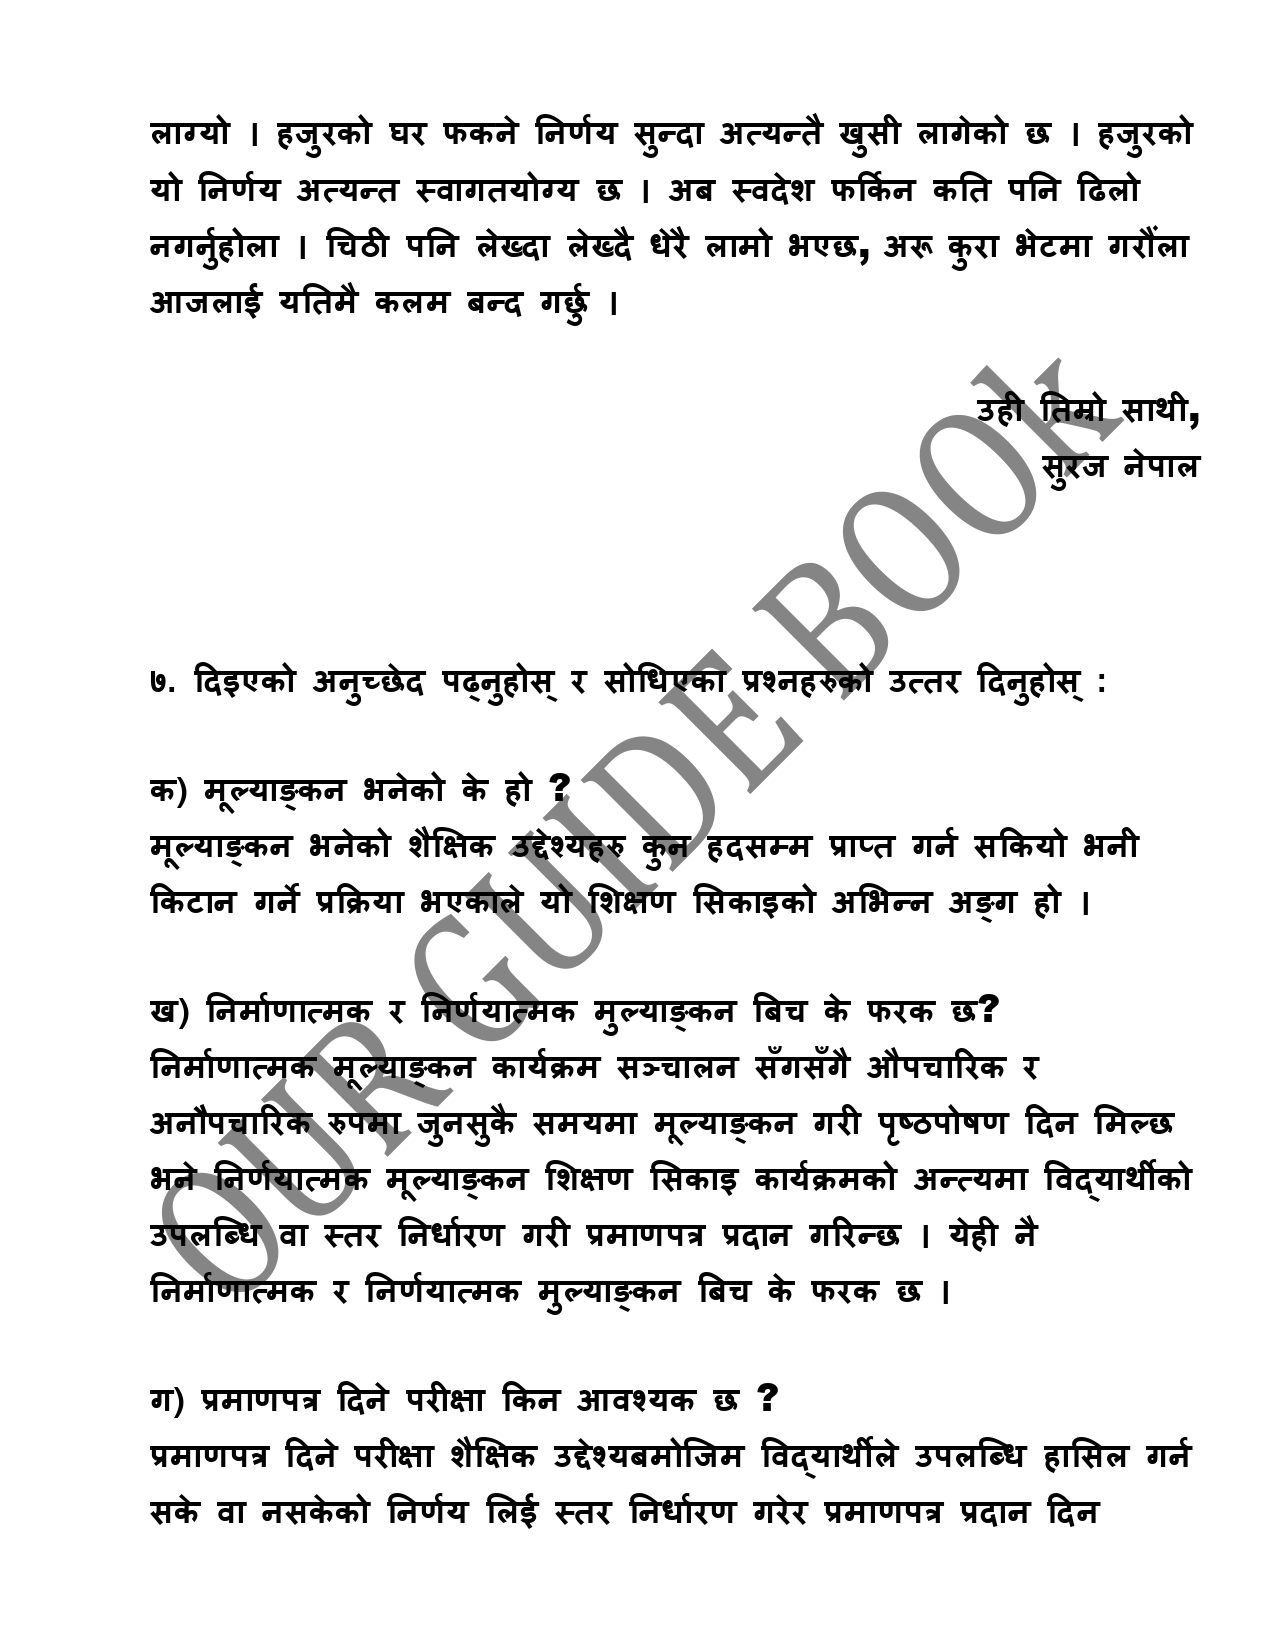 लाग्यो । हजुरको घर फकने निर्णय सुन्दा अत्यन्तै खुसी लागेको छ । हजुरको
यो निर्णय अत्यन्त स्वागतयोग्य छ । अब स्वदेश फर्किन कति पनि ढिलो
नगर्नुहोला । चिठी पनि लेख्दा लेख्दै धेरै लामो भएछ, अरू कुरा भेटमा गरौंला
आजलाई यतिमै कलम बन्द गर्छु ।
उही तिम्रो साथी,
सुरज नेपाल
७. दिइएको अनुच्छेद पढ्नुहोस् र सोधिएका प्रश्नहरुको उत्तर दिनुहोस् :
क) मूल्याङ्कन भनेको के हो ?
मूल्याङ्कन भनेको शैक्षिक उद्देश्यहरु कुन हदसम्म प्राप्त गर्न सकियो भनी
किटान गर्ने प्रक्रिया भएकाले यो शिक्षण सिकाइको अभिन्न अङ्ग हो ।
ख) निर्माणात्मक र निर्णयात्मक मुल्याङ्कन बिच के फरक छ?
निर्माणात्मक मूल्याङ्कन कार्यक्रम सञ्चालन सँगसँगै औपचारिक र
अनौपचारिक रुपमा जुनसुकै समयमा मूल्याङ्कन गरी पृष्ठपोषण दिन मिल्छ
भने निर्णयात्मक मूल्याङ्कन शिक्षण सिकाइ कार्यक्रमको अन्त्यमा विद्यार्थीको
उपलब्धि वा स्तर निर्धारण गरी प्रमाणपत्र प्रदान गरिन्छ । येही नै
निर्माणात्मक र निर्णयात्मक मुल्याङ्कन बिच के फरक छ ।
ग) प्रमाणपत्र दिने परीक्षा किन आवश्यक छ ?
प्रमाणपत्र दिने परीक्षा शैक्षिक उद्देश्यबमोजिम विद्यार्थीले उपलब्धि हासिल गर्न
सके वा नसकेको निर्णय लिई स्तर निर्धारण गरेर प्रमाणपत्र प्रदान दिन
OUR GUIDE BOOk